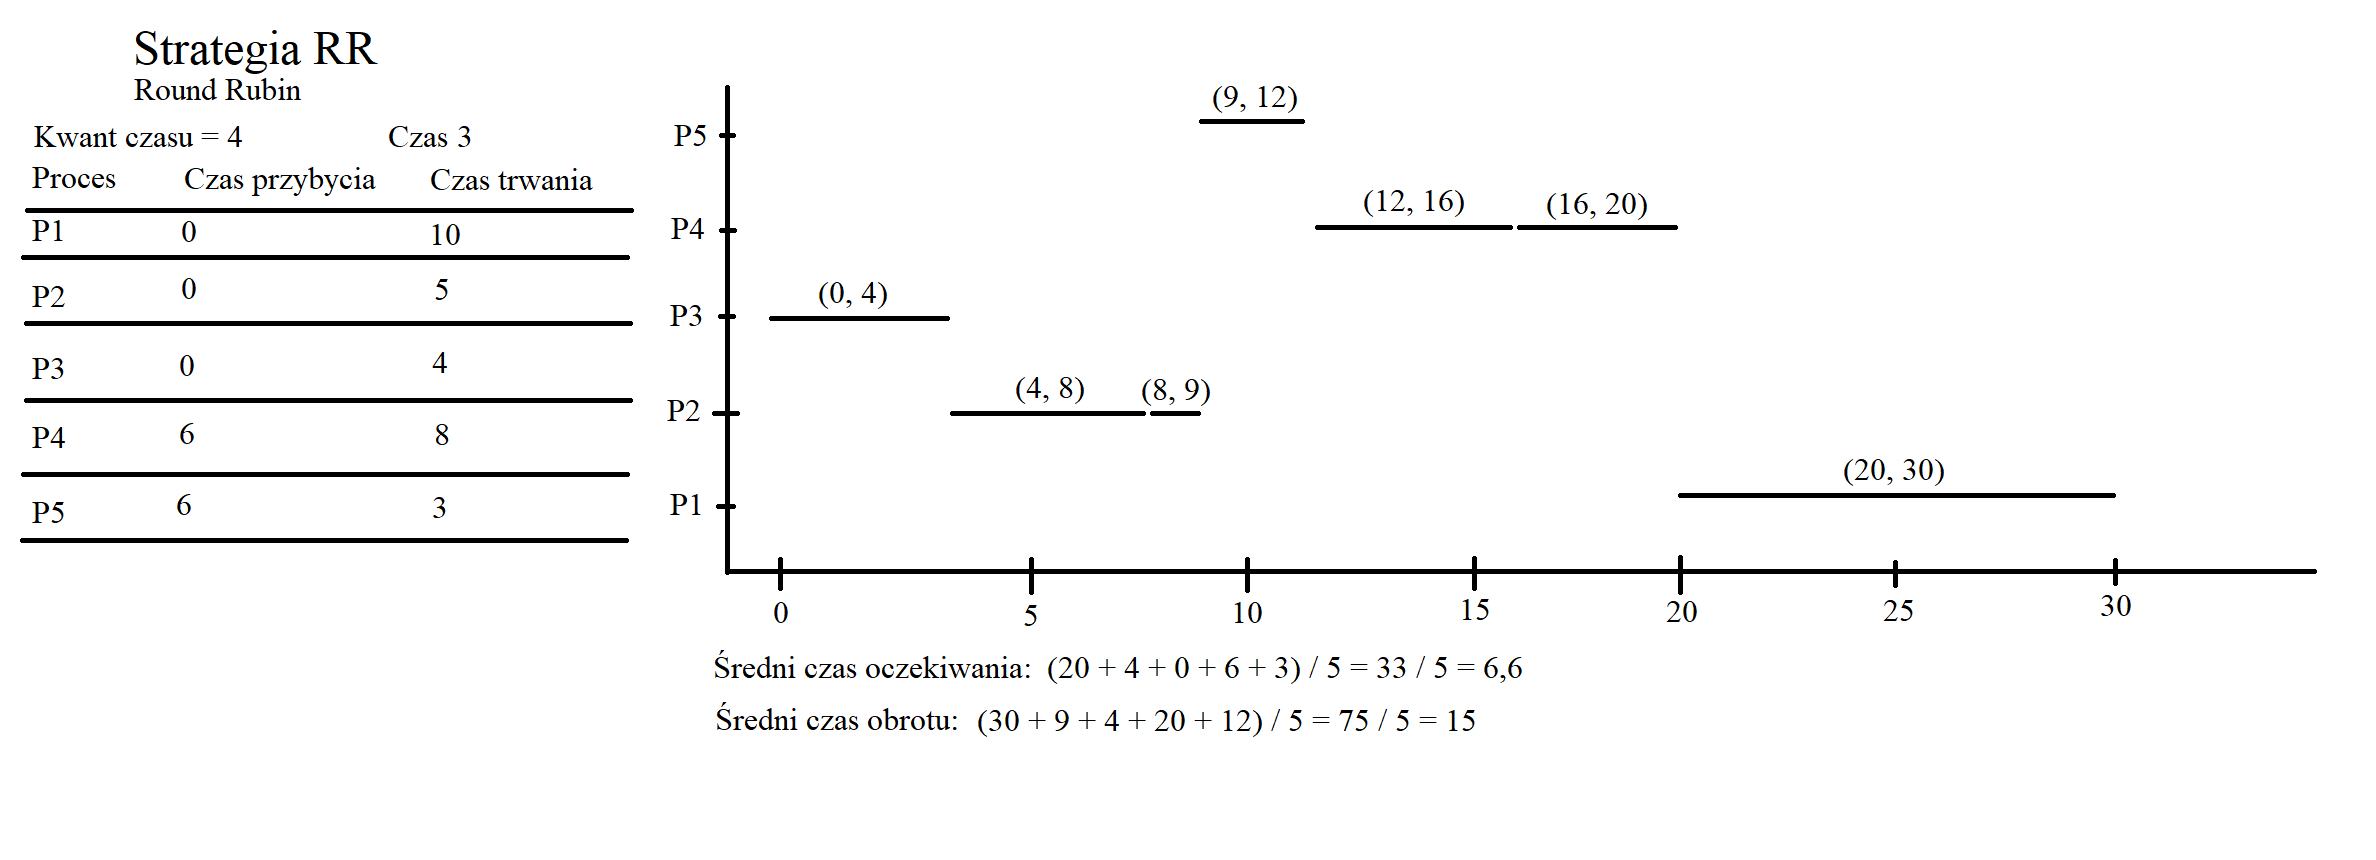 Strategia RR
Round Rubin
Kwant czasu = 4 Czas 3
Proces Czas przybycia Czas trwania
P1 0 10
P2 0 5
P3 0 4
P4 6 8
P5 6 3
(9, 12)
P5
(12, 16) (16, 20)
P4
(0, 4)
P3
(4, 8) (8, 9)
P2
(20, 30)
P1
0 5 10 15 20 25 30
Średni czas oczekiwania: (20 + 4 + 0 + 6 + 3) / 5 = 33 / 5 = 6,6
Średni czas obrotu: (30 + 9 + 4 + 20 + 12) / 5 = 75 / 5 = 15